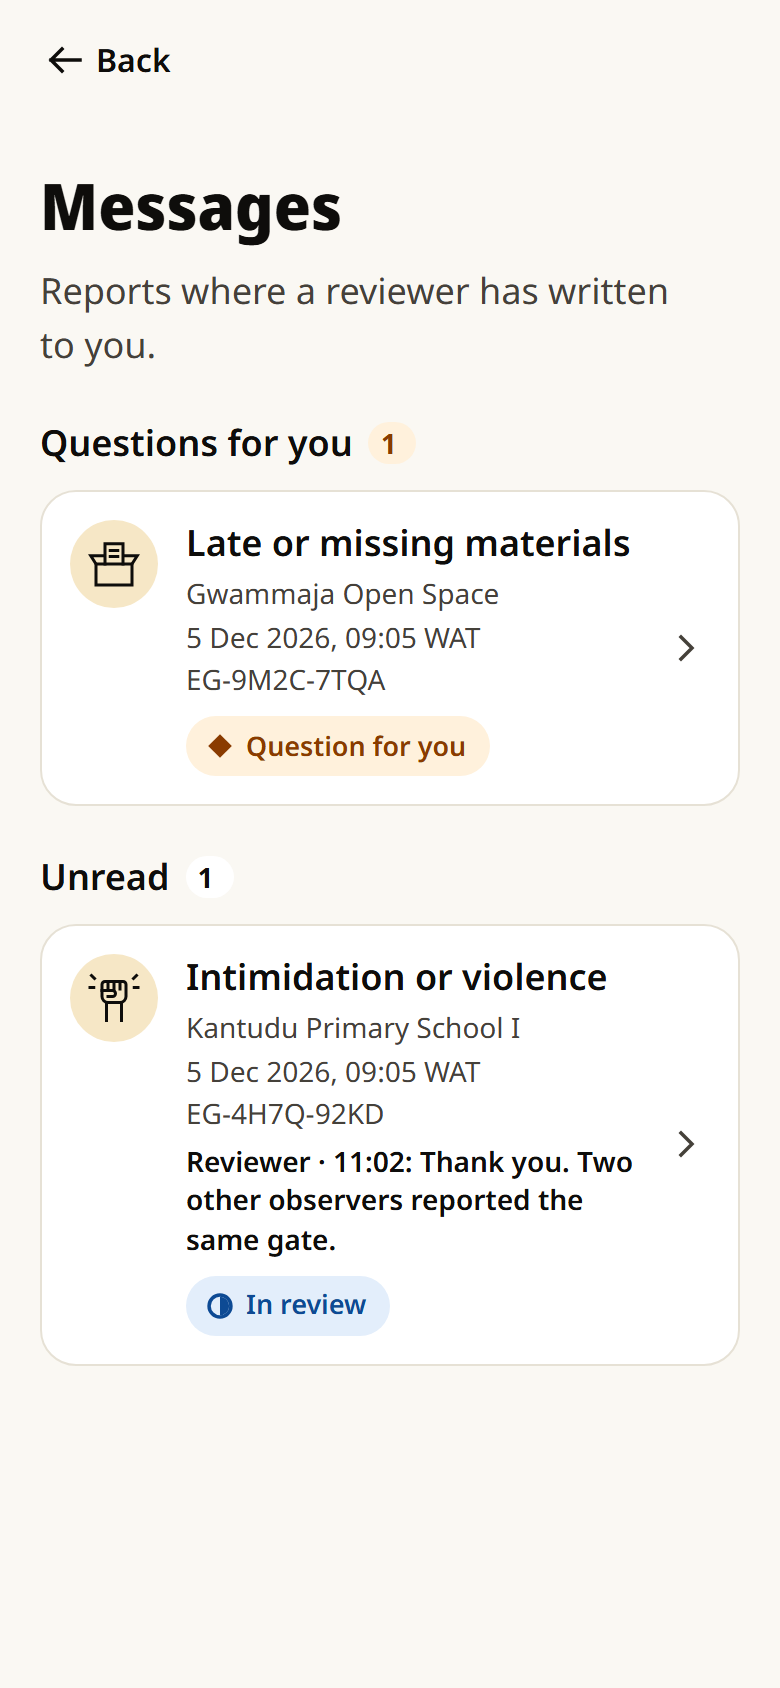 Back
Messages
Reports where a reviewer has written
to you.
Questions for you 1
Late or missing materials
Gwammaja Open Space
5 Dec 2026, 09:05 WAT
EG-9M2C-7TQA
Question for you
Unread 1
Intimidation or violence
Kantudu Primary School I
5 Dec 2026, 09:05 WAT
EG-4H7Q-92KD
Reviewer · 11:02: Thank you. Two
other observers reported the
same gate.
In review